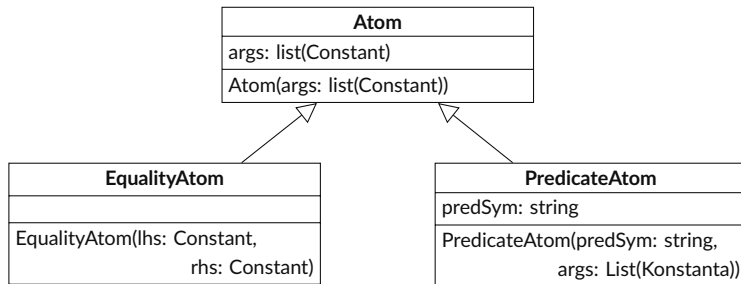 Atom
args: list(Constant)
Atom(args: list(Constant))
EqualityAtom
EqualityAtom(lhs: Constant,
rhs: Constant)
PredicateAtom
predSym: string
PredicateAtom(predSym: string,
args: List(Konstanta))